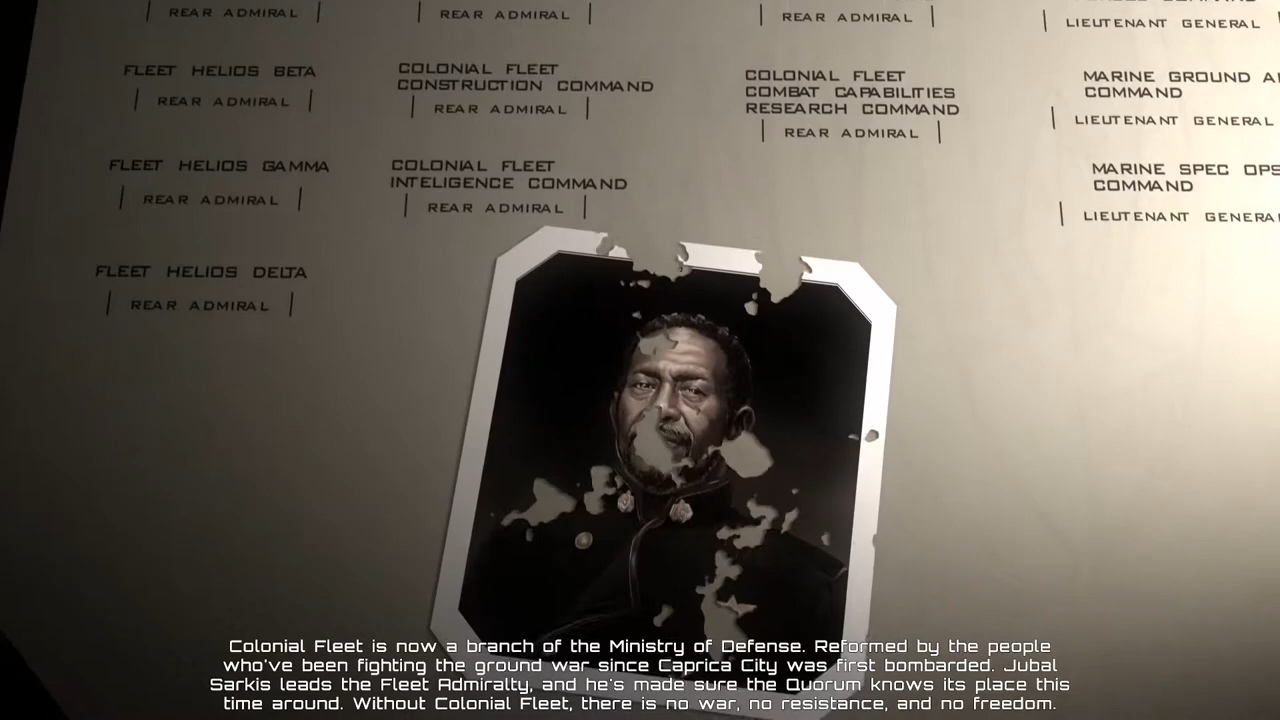 REAR ADMIRAL
REAR ADMIRAL
REAR ADMIRAL
LIEUTENANT GENERAL
FLEET HELIOS BETA
REAR ADMIRAL
COLONIAL FLEET
CONSTRUCTION COMMAND
REAR ADMIRAL
COLONIAL FLEET
COMBAT CAPABILITIES
RESEARCH COMMAND
REAR ADMIRAL
MARINE GROUND
COMMAND
LIEUTENANT GENERAL
FLEET HELIOS GAMMA
REAR ADMIRAL
COLONIAL FLEET
INTELIGENCE COMMAND
REAR ADMIRAL
MARINE SPEC OPS
COMMAND
LIEUTENANT GENERAL
FLEET HELIOS DELTA
REAR ADMIRAL
Colonial Fleet is now a branch of the Ministry of Defense. Reformed by the people
who've been fighting the ground war since Caprica City was first bombarded. Jubal
Sarkis leads the Fleet Admiralty, and he's made sure the Quorum knows its place this
time around. Without Colonial Fleet, there is no war, no resistance, and no freedom.